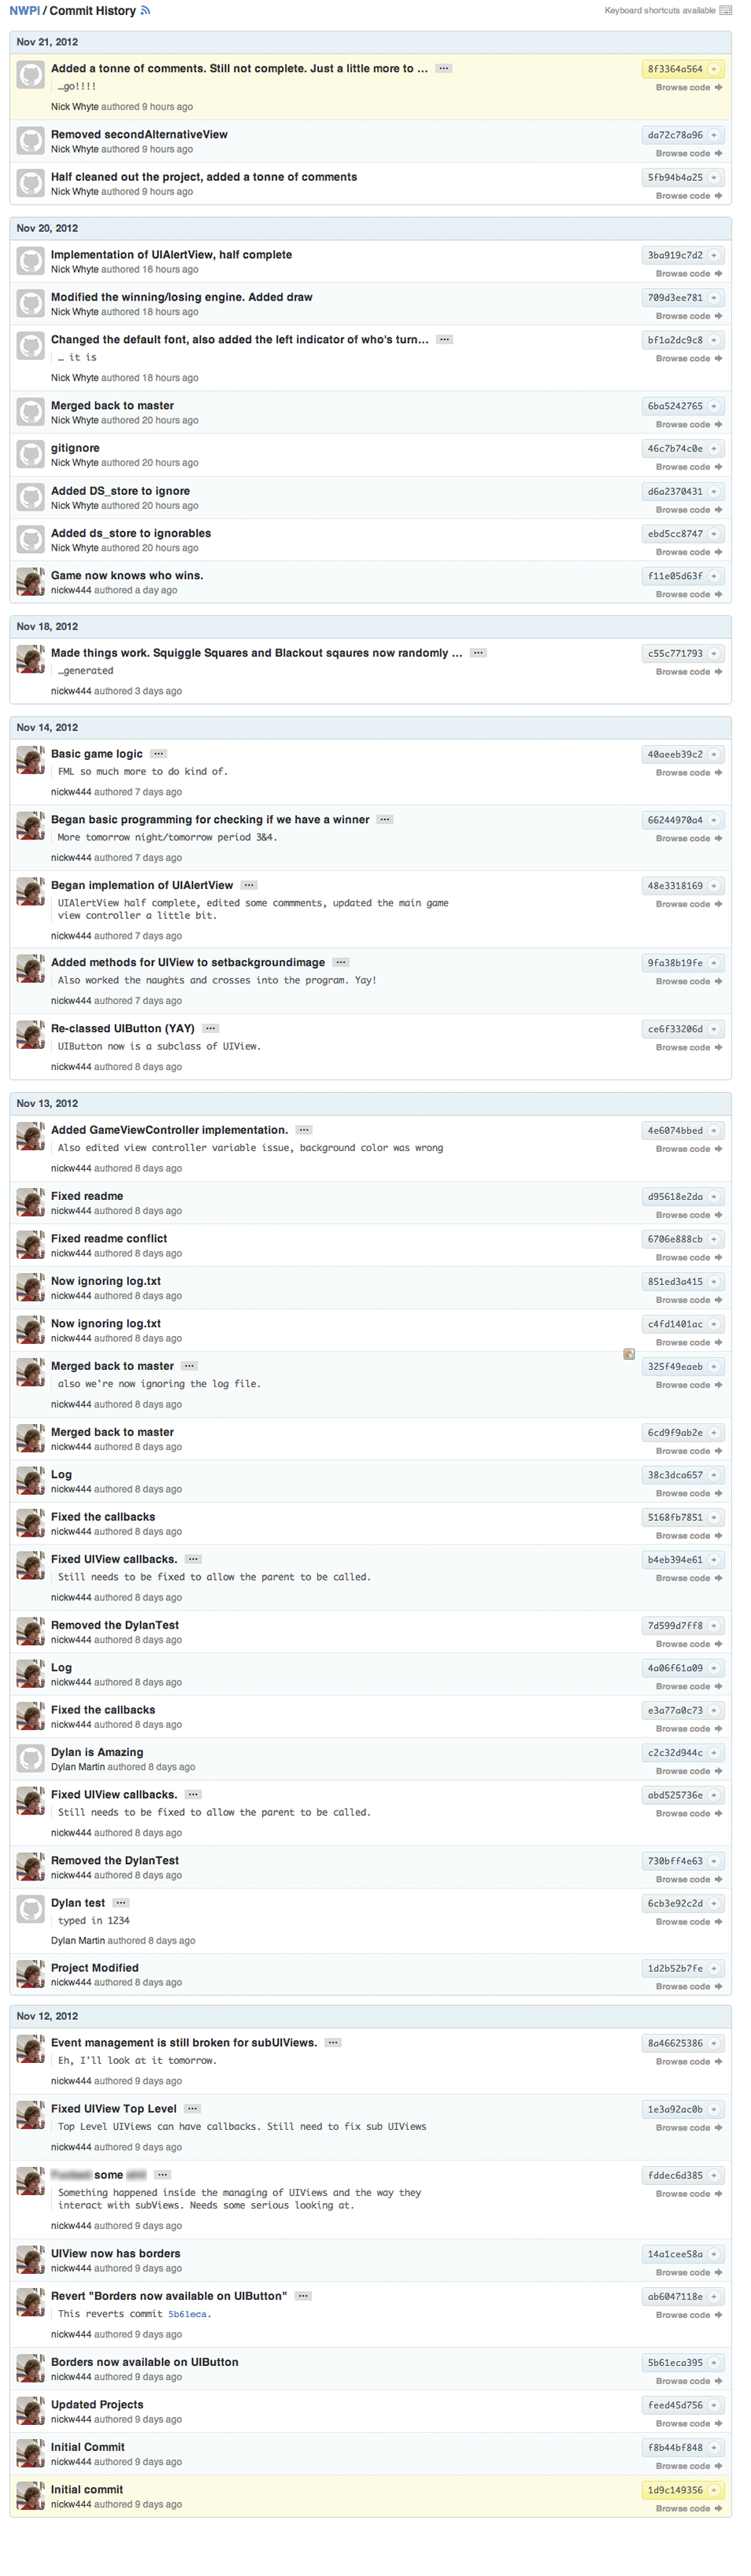 NWPI / Commit History
Keyboard shortcuts available
Nov 21, 2012
Added a tonne of comments. Still not complete. Just a little more to … 
8f3364a564
…go!!!!
Browse code
Nick Whyte authored 9 hours ago
Removed secondAlternativeView
da72c78a96
Nick Whyte authored 9 hours ago
Browse code
Half cleaned out the project, added a tonne of comments
5fb94b4a25
Nick Whyte authored 9 hours ago
Browse code
Nov 20, 2012
Implementation of UIAlertView, half complete
3ba919c7d2
Nick Whyte authored 16 hours ago
Browse code
Modified the winning/losing engine. Added draw
709d3ee781
Nick Whyte authored 18 hours ago
Browse code
Changed the default font, also added the left indicator of who's turn…
bf1a2dc9c8
… it is
Browse code
Nick Whyte authored 18 hours ago
Merged back to master
6ba5242765
Nick Whyte authored 20 hours ago
Browse code
gitignore
46c7b74c0e
Nick Whyte authored 20 hours ago
Browse code
Added DS_store to ignore
d6a2370431
Nick Whyte authored 20 hours ago
Browse code
Added ds_store to ignorables
ebd5cc8747
Nick Whyte authored 20 hours ago
Browse code
Game now knows who wins.
f11e05d63f
nickw444 authored a day ago
Browse code
Nov 18, 2012
Made things work. Squiggle Squares and Blackout sqaures now randomly …
c55c771793
…generated
Browse code
nickw444 authored 3 days ago
Nov 14, 2012
Basic game logic
40aeeb39c2
FML so much more to do kind of.
Browse code
nickw444 authored 7 days ago
Began basic programming for checking if we have a winner
66244970a4
More tomorrow night/tomorrow period 3&4.
Browse code
nickw444 authored 7 days ago
Began implemation of UIAlertView
48e3318169
UIAlertView half complete, edited some commments, updated the main game
Browse code
view controller a little bit.
nickw444 authored 7 days ago
Added methods for UIView to setbackgroundimage
9fa38b19fe
Also worked the naughts and crosses into the program. Yay!
Browse code
nickw444 authored 7 days ago
Re-classed UIButton (YAY)
ce6f33206d
UIButton now is a subclass of UIView.
Browse code
nickw444 authored 8 days ago
Nov 13, 2012
Added GameViewController implementation.
4e6074bbed
Also edited view controller variable issue, background color was wrong
Browse code
nickw444 authored 8 days ago
Fixed readme
d95618e2da
nickw444 authored 8 days ago
Browse code
Fixed readme conflict
6706e888cb
nickw444 authored 8 days ago
Browse code
Now ignoring log.txt
851ed3a415
nickw444 authored 8 days ago
Browse code
Now ignoring log.txt
c4fd1401ac
nickw444 authored 8 days ago
Browse code
Merged back to master
325f49eaeb
also we're now ignoring the log file.
Browse code
nickw444 authored 8 days ago
Merged back to master
6cd9f9ab2e
nickw444 authored 8 days ago
Browse code
Log
38c3dca657
nickw444 authored 8 days ago
Browse code
Fixed the callbacks
5168fb7851
nickw444 authored 8 days ago
Browse code
Fixed UIView callbacks.
b4eb394e61
Still needs to be fixed to allow the parent to be called.
Browse code
nickw444 authored 8 days ago
Removed the DylanTest
7d599d7ff8
nickw444 authored 8 days ago
Browse code
Log
4a06f61a09
nickw444 authored 8 days ago
Browse code
Fixed the callbacks
e3a77a0c73
nickw444 authored 8 days ago
Browse code
Dylan is Amazing
c2c32d944c
Dylan Martin authored 8 days ago
Browse code
Fixed UIView callbacks.
abd525736e
Still needs to be fixed to allow the parent to be called.
Browse code
nickw444 authored 8 days ago
Removed the DylanTest
730bff4e63
nickw444 authored 8 days ago
Browse code
Dylan test
6cb3e92c2d
typed in 1234
Browse code
Dylan Martin authored 8 days ago
Project Modified
1d2b52b7fe
nickw444 authored 8 days ago
Browse code
Nov 12, 2012
Event management is still broken for subUIViews.
8a46625386
Eh, I'll look at it tomorrow.
Browse code
nickw444 authored 9 days ago
Fixed UIView Top Level
1e3a92ac0b
Top Level UIViews can have callbacks. Still need to fix sub UIViews
Browse code
nickw444 authored 9 days ago
some
fddec6d385
Something happened inside the managing of UIViews and the way they
Browse code
interact with subViews. Needs some serious looking at.
nickw444 authored 9 days ago
UIView now has borders
14a1cee58a
nickw444 authored 9 days ago
Browse code
Revert "Borders now available on UIButton"
ab6047118e
This reverts commit 5b61eca.
Browse code
nickw444 authored 9 days ago
Borders now available on UIButton
5b61eca395
nickw444 authored 9 days ago
Browse code
Updated Projects
feed45d756
nickw444 authored 9 days ago
Browse code
Initial Commit
f8b44bf848
nickw444 authored 9 days ago
Browse code
Initial commit
1d9c149356
nickw444 authored 9 days ago
Browse code